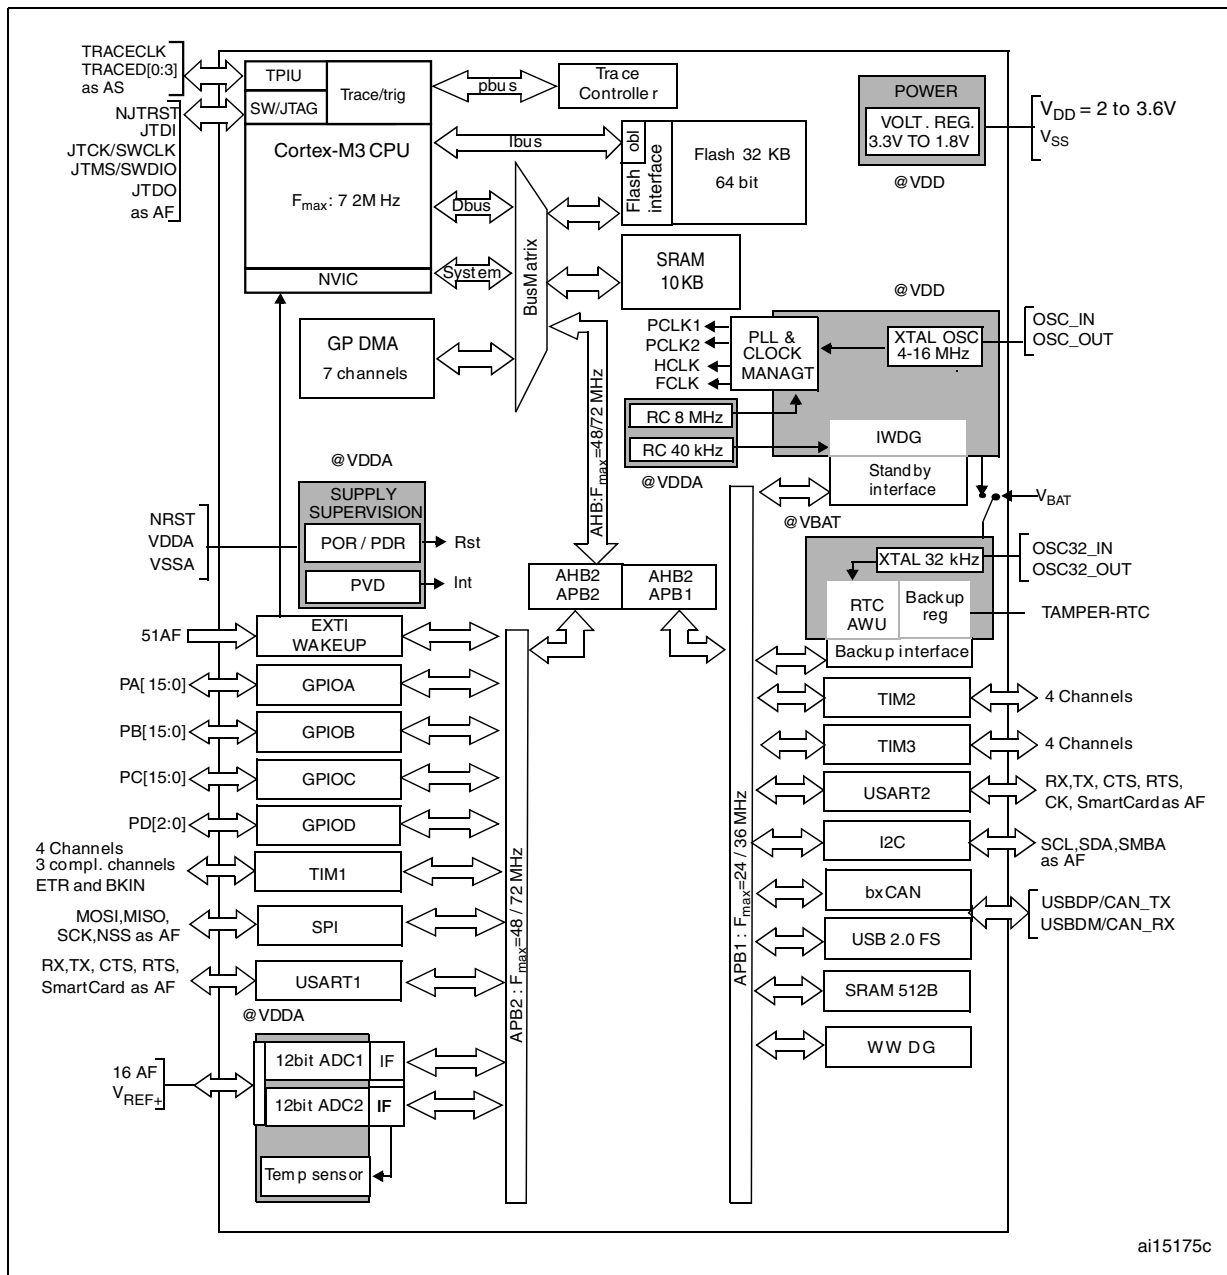 TRACECLK
TRACED[0:3]
as AS
NJTRST
JTDI
JTCK/SWCLK
JTMS/SWDIO
JTDO
as AF
TPIU
SW/JTAG
Trace/trig
Cortex-M3 CPU
Fmax: 7 2M Hz
NVIC
pbus
Trace
Controller
Ibus
Dbus
System
BusMatrix
Flash
interface
obl
Flash 32 KB
64 bit
SRAM
10KB
POWER
VOLT. REG.
3.3V TO 1.8V
@VDD
VDD = 2 to 3.6V
VSS
GP DMA
7 channels
AHB:Fmax=48/72 MHz
@VDD
PCLK1
PCLK2
HCLK
FCLK
PLL &
CLOCK
MANAGT
XTAL OSC
4-16 MHz
OSC_IN
OSC_OUT
RC 8 MHz
RC 40 kHz
@VDDA
IWDG
Standby
interface
VBAT
@VBAT
@VDDA
SUPPLY
SUPERVISION
POR / PDR
PVD
Rst
Int
NRST
VDDA
VSSA
AHB2
APB2
AHB2
APB1
XTAL 32 kHz
OSC32_IN
OSC32_OUT
RTC
AWU
Backup
reg
TAMPER-RTC
Backup interface
51AF
EXTI
WAKEUP
PA[ 15:0]
GPIOA
PB[15:0]
GPIOB
PC[15:0]
GPIOC
PD[2:0]
GPIOD
4 Channels
3 compl. channels
ETR and BKIN
TIM1
MOSI,MISO,
SCK,NSS as AF
SPI
RX,TX, CTS, RTS,
SmartCard as AF
USART1
@VDDA
16 AF
VREF+
12bit ADC1
IF
12bit ADC2
IF
Temp sensor
APB2 : Fmax=48 / 72 MHz
APB1 : Fmax=24 / 36 MHz
TIM2
4 Channels
TIM3
4 Channels
USART2
RX,TX, CTS, RTS,
CK, SmartCard as AF
I2C
SCL,SDA,SMBA
as AF
bxCAN
USBDP/CAN_TX
USBDM/CAN_RX
USB 2.0 FS
SRAM 512B
WW DG
ai15175c